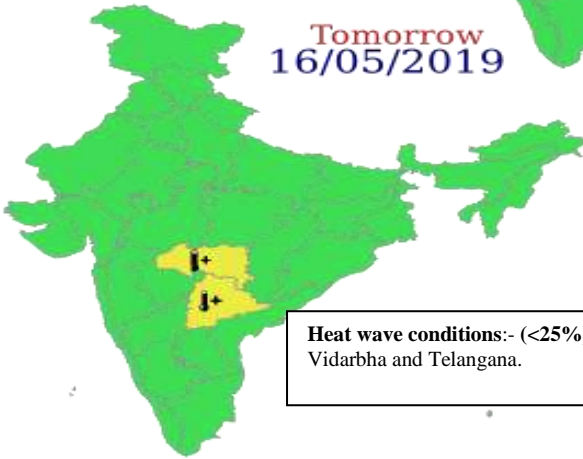 Tomorrow
16/05/2019
Heat wave conditions:- (<25%
Vidarbha and Telangana.